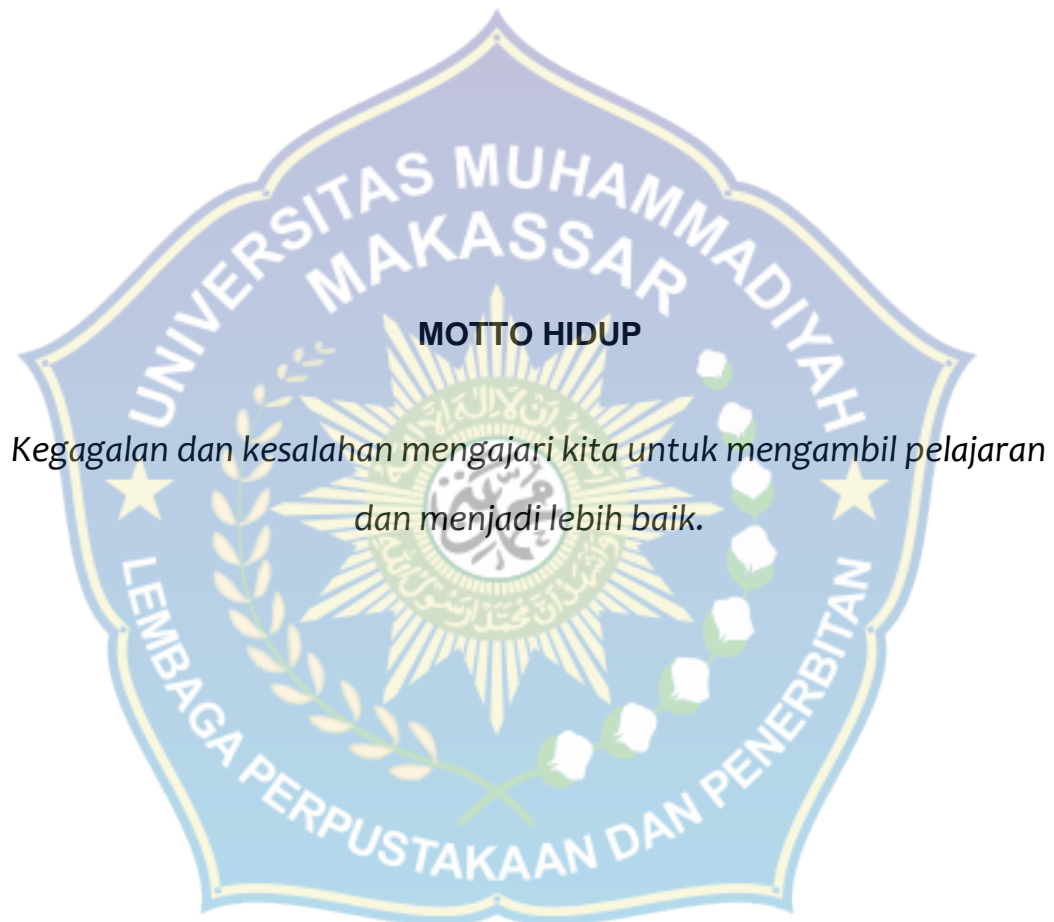 UNIVERSITAS MUHAMMADIYAH
MAKASSAR
MOTTO HIDUP
Kegagalan dan kesalahan mengajari kita untuk mengambil pelajaran
dan menjadi lebih baik.
LEMBAGA PERPUSTAKAAN DAN PENERBITAN